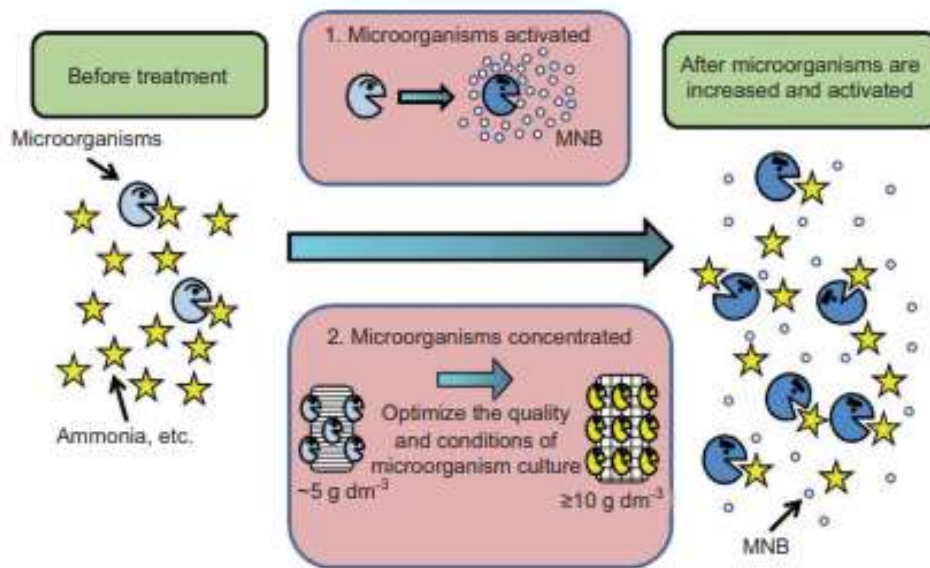 Before treatment
Microorganisms
Ammonia, etc.
1. Microorganisms activated
MNB
2. Microorganisms concentrated
Optimize the quality
and conditions of
microorganism culture
~5 g dm-3
≥10 g dm-3
After microorganisms are
increased and activated
MNB